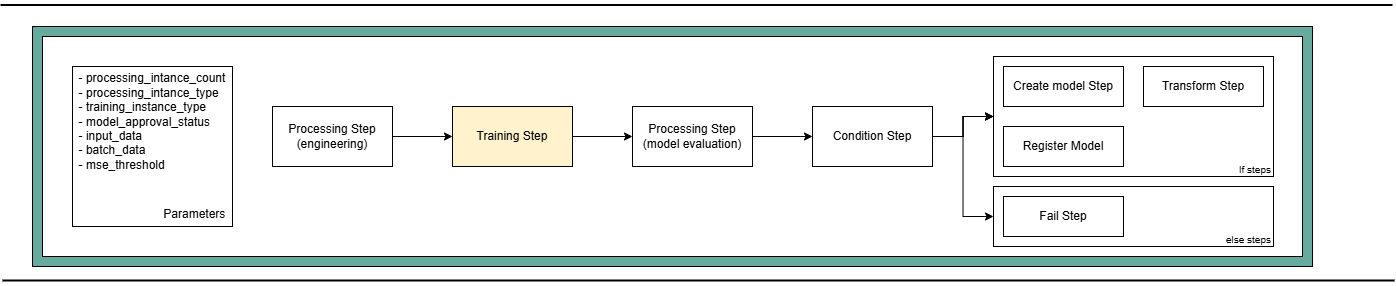 - processing_intance_count
- processing_intance_type
- training_instance_type
- model_approval_status
- input_data
- batch_data
- mse_threshold
Parameters
Processing Step
(engineering)
Training Step
Processing Step
(model evaluation)
Condition Step
Create model Step
Transform Step
Register Model
If steps
Fail Step
else steps